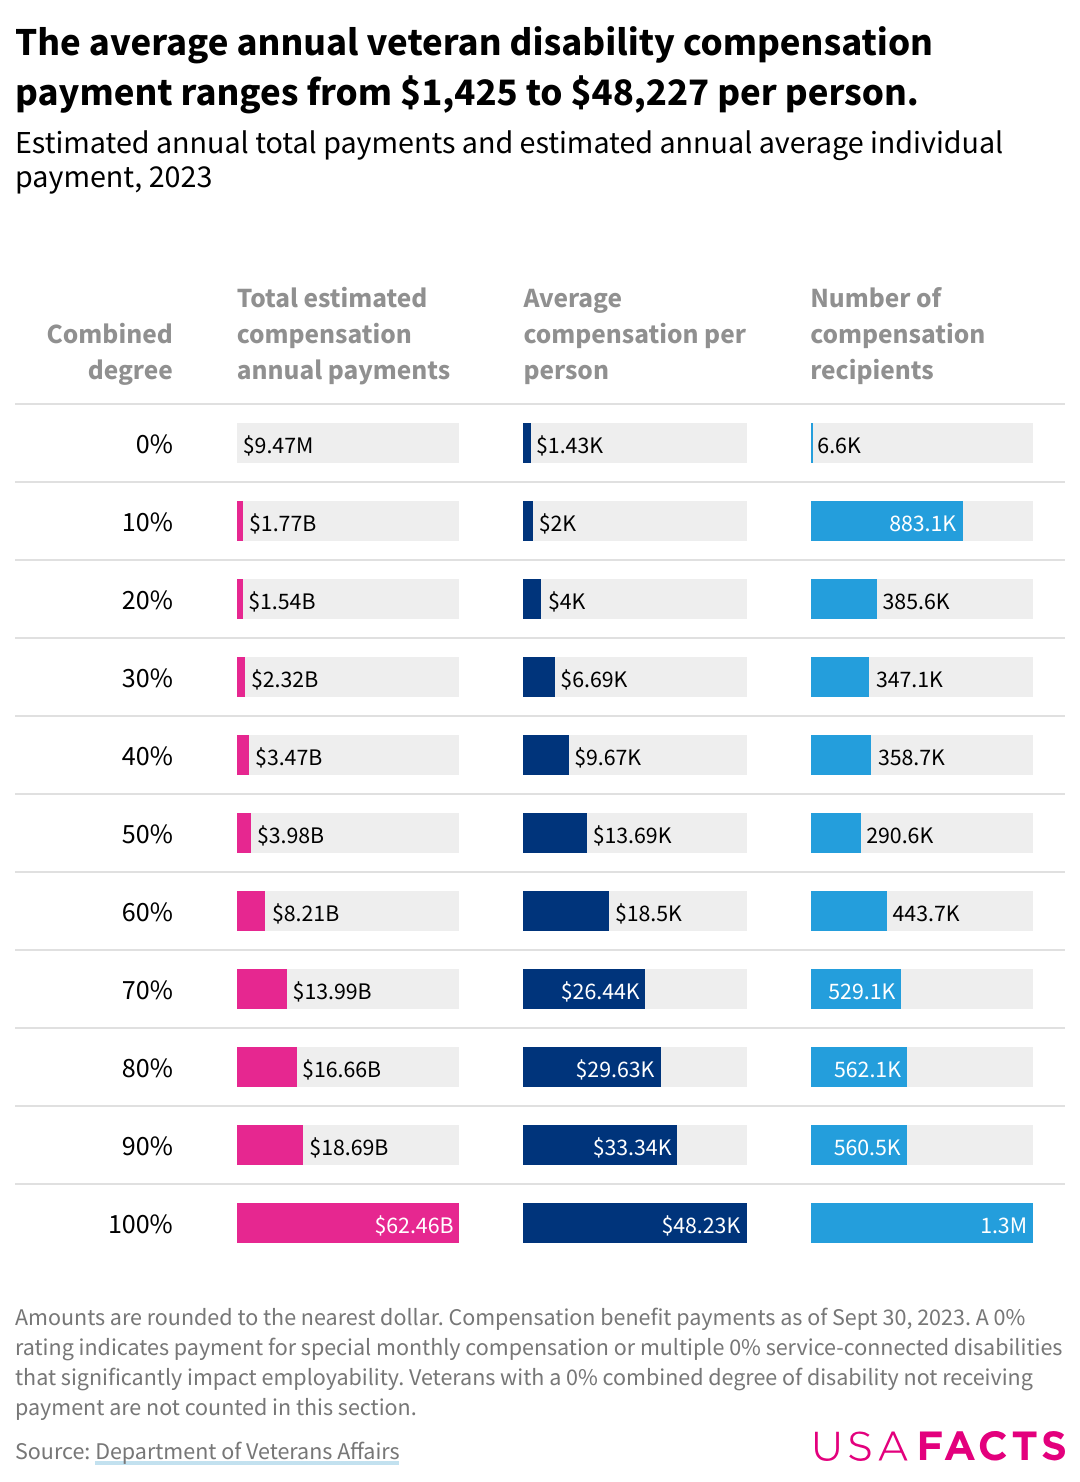 The average annual veteran disability compensation
payment ranges from $1,425 to $48,227 per person.
Estimated annual total payments and estimated annual average individual
payment, 2023
Combined
degree
Total estimated
compensation
annual payments
Average
compensation per
person
Number of
compensation
recipients
0% $9.47M $1.43K 6.6K
10% $1.77B $2K 883.1K
20% $1.54B $4K 385.6K
30% $2.32B $6.69K 347.1K
40% $3.47B $9.67K 358.7K
50% $3.98B $13.69K 290.6K
60% $8.21B $18.5K 443.7K
70% $13.99B $26.44K 529.1K
80% $16.66B $29.63K 562.1K
90% $18.69B $33.34K 560.5K
100% $62.46B $48.23K 1.3M
Amounts are rounded to the nearest dollar. Compensation benefit payments as of Sept 30, 2023. A 0%
rating indicates payment for special monthly compensation or multiple 0% service-connected disabilities
that significantly impact employability. Veterans with a 0% combined degree of disability not receiving
payment are not counted in this section.
Source: Department of Veterans Affairs
USAFACTS